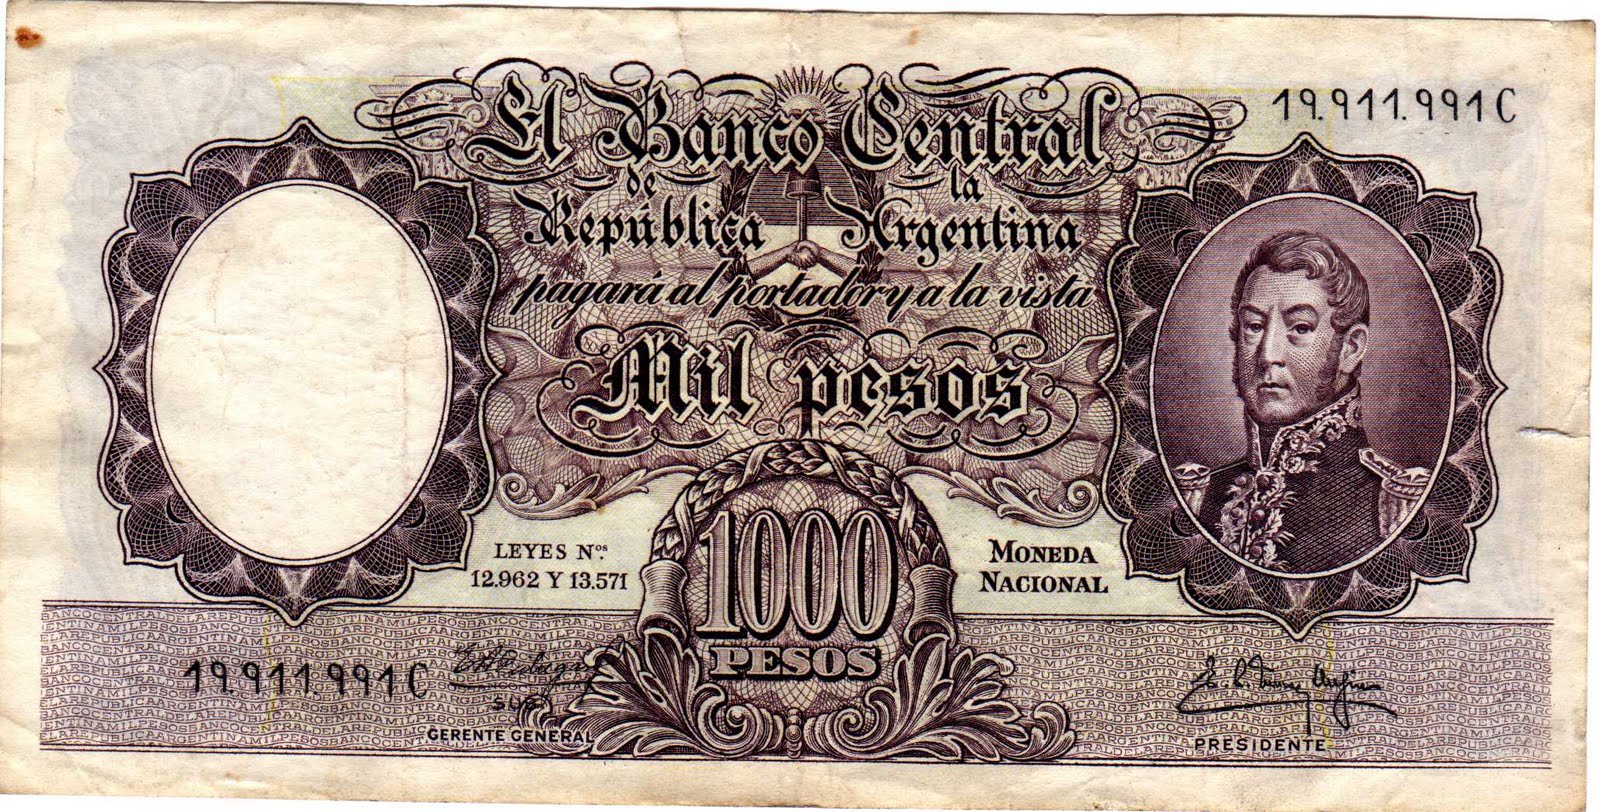 19.911.991C
El Banco Central
de la
República Argentina
pagará al portador y a la vista
Mil pesos
LEYES Nos.
12.962 Y 13.571
1000
PESOS
MONEDA
NACIONAL
19.911.991C
GERENTE GENERAL
PRESIDENTE